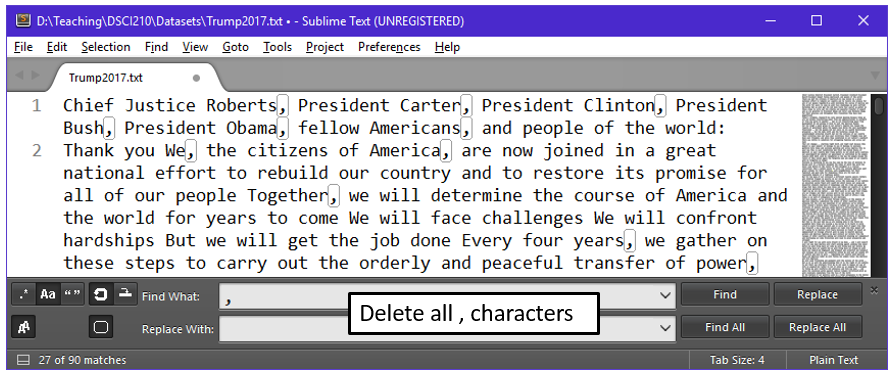 D:\Teaching\DSCI210\Datasets\Trump2017.txt • - Sublime Text (UNREGISTERED)
File Edit Selection Find View Goto Tools Project Preferences Help
Trump2017.txt
1 Chief Justice Roberts, President Carter, President Clinton, President
Bush, President Obama, fellow Americans, and people of the world:
2 Thank you We, the citizens of America, are now joined in a great
national effort to rebuild our country and to restore its promise for
all of our people Together, we will determine the course of America and
the world for years to come We will face challenges We will confront
hardships But we will get the job done Every four years, we gather on
these steps to carry out the orderly and peaceful transfer of power,
.* Aa “ ” Find What: , Find Replace
Delete all , characters
Replace With: Find All Replace All
27 of 90 matches Tab Size: 4 Plain Text